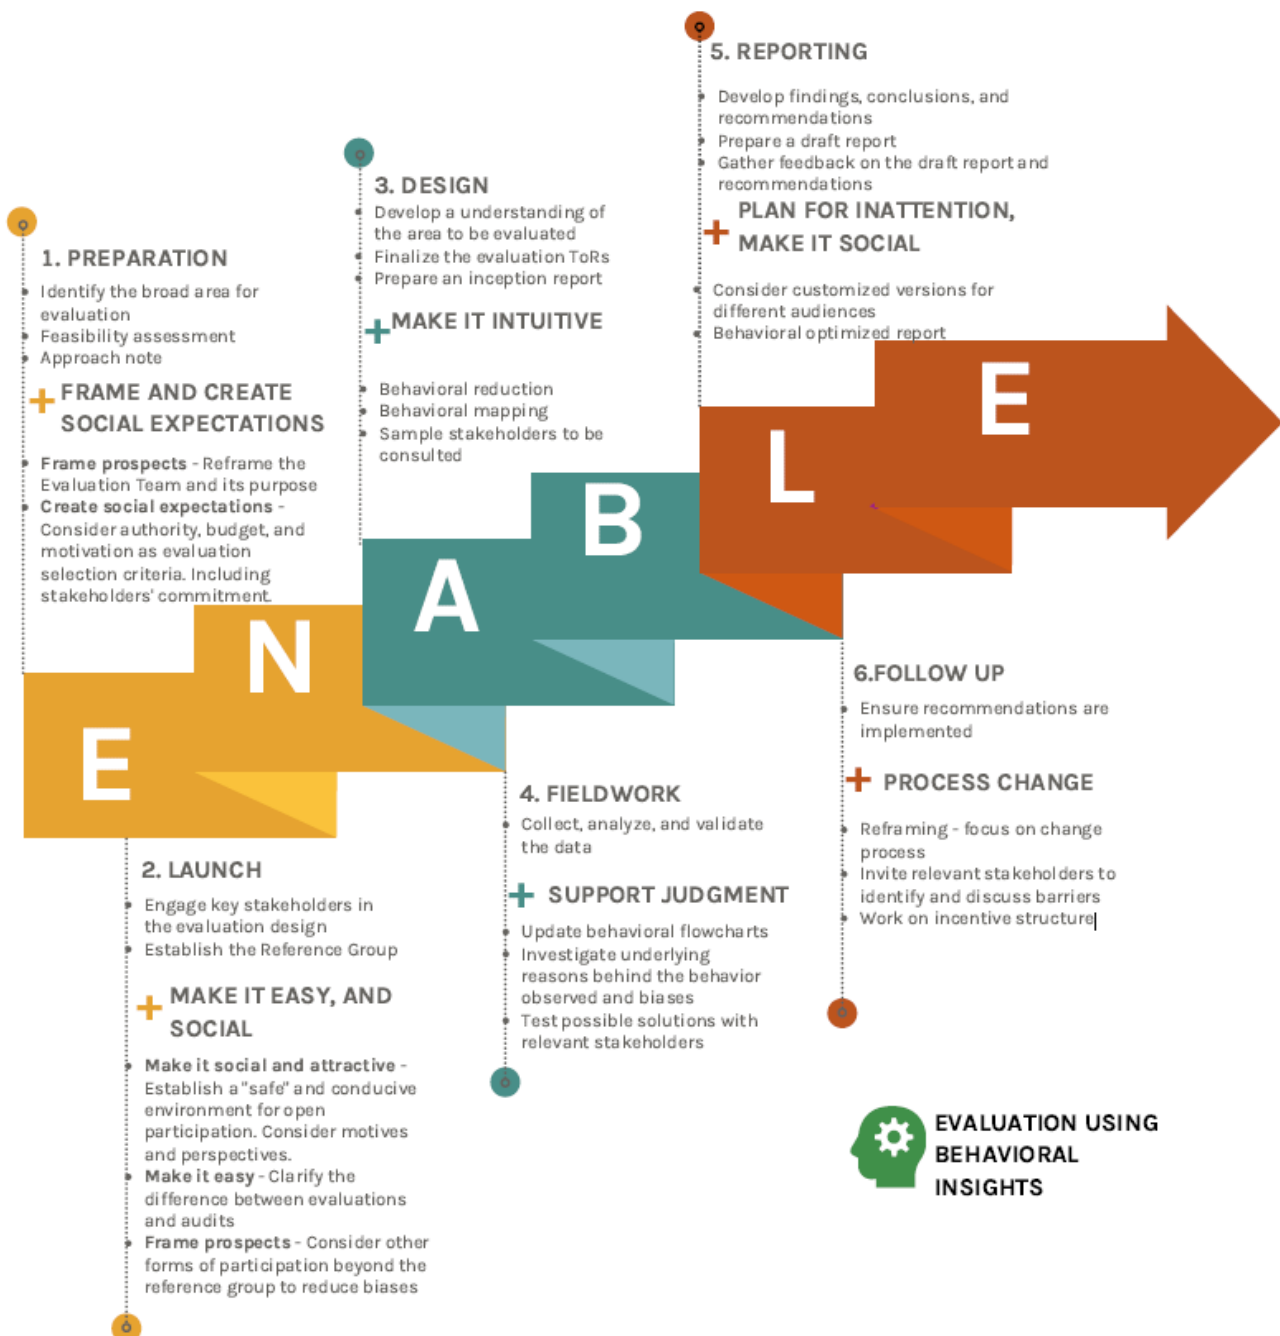 1. PREPARATION
Identify the broad area for
evaluation
Feasibility assessment
Approach note
+ FRAME AND CREATE
SOCIAL EXPECTATIONS
Frame prospects - Reframe the
Evaluation Team and its purpose
Create social expectations -
Consider authority, budget, and
motivation as evaluation
selection criteria. Including
stakeholders' commitment.
2. LAUNCH
Engage key stakeholders in
the evaluation design
Establish the Reference Group
+ MAKE IT EASY, AND
SOCIAL
Make it social and attractive -
Establish a "safe" and conducive
environment for open
participation. Consider motives
and perspectives.
Make it easy - Clarify the
difference between evaluations
and audits
Frame prospects - Consider other
forms of participation beyond the
reference group to reduce biases
3. DESIGN
Develop a understanding of
the area to be evaluated
Finalize the evaluation ToRs
Prepare an inception report
+ MAKE IT INTUITIVE
Behavioral reduction
Behavioral mapping
Sample stakeholders to be
consulted
4. FIELDWORK
Collect, analyze, and validate
the data
+ SUPPORT JUDGMENT
Update behavioral flowcharts
Investigate underlying
reasons behind the behavior
observed and biases
Test possible solutions with
relevant stakeholders
5. REPORTING
Develop findings, conclusions, and
recommendations
Prepare a draft report
Gather feedback on the draft report and
recommendations
+ PLAN FOR INATTENTION,
MAKE IT SOCIAL
Consider customized versions for
different audiences
Behavioral optimized report
6.FOLLOW UP
Ensure recommendations are
implemented
+ PROCESS CHANGE
Reframing - focus on change
process
Invite relevant stakeholders to
identify and discuss barriers
Work on incentive structure
E N A B L E
EVALUATION USING
BEHAVIORAL
INSIGHTS